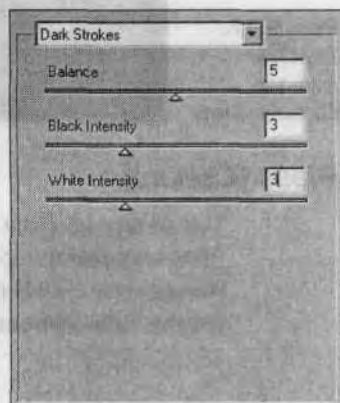 Dark Strokes
Balance 5
Black Intensity 3
White Intensity 3